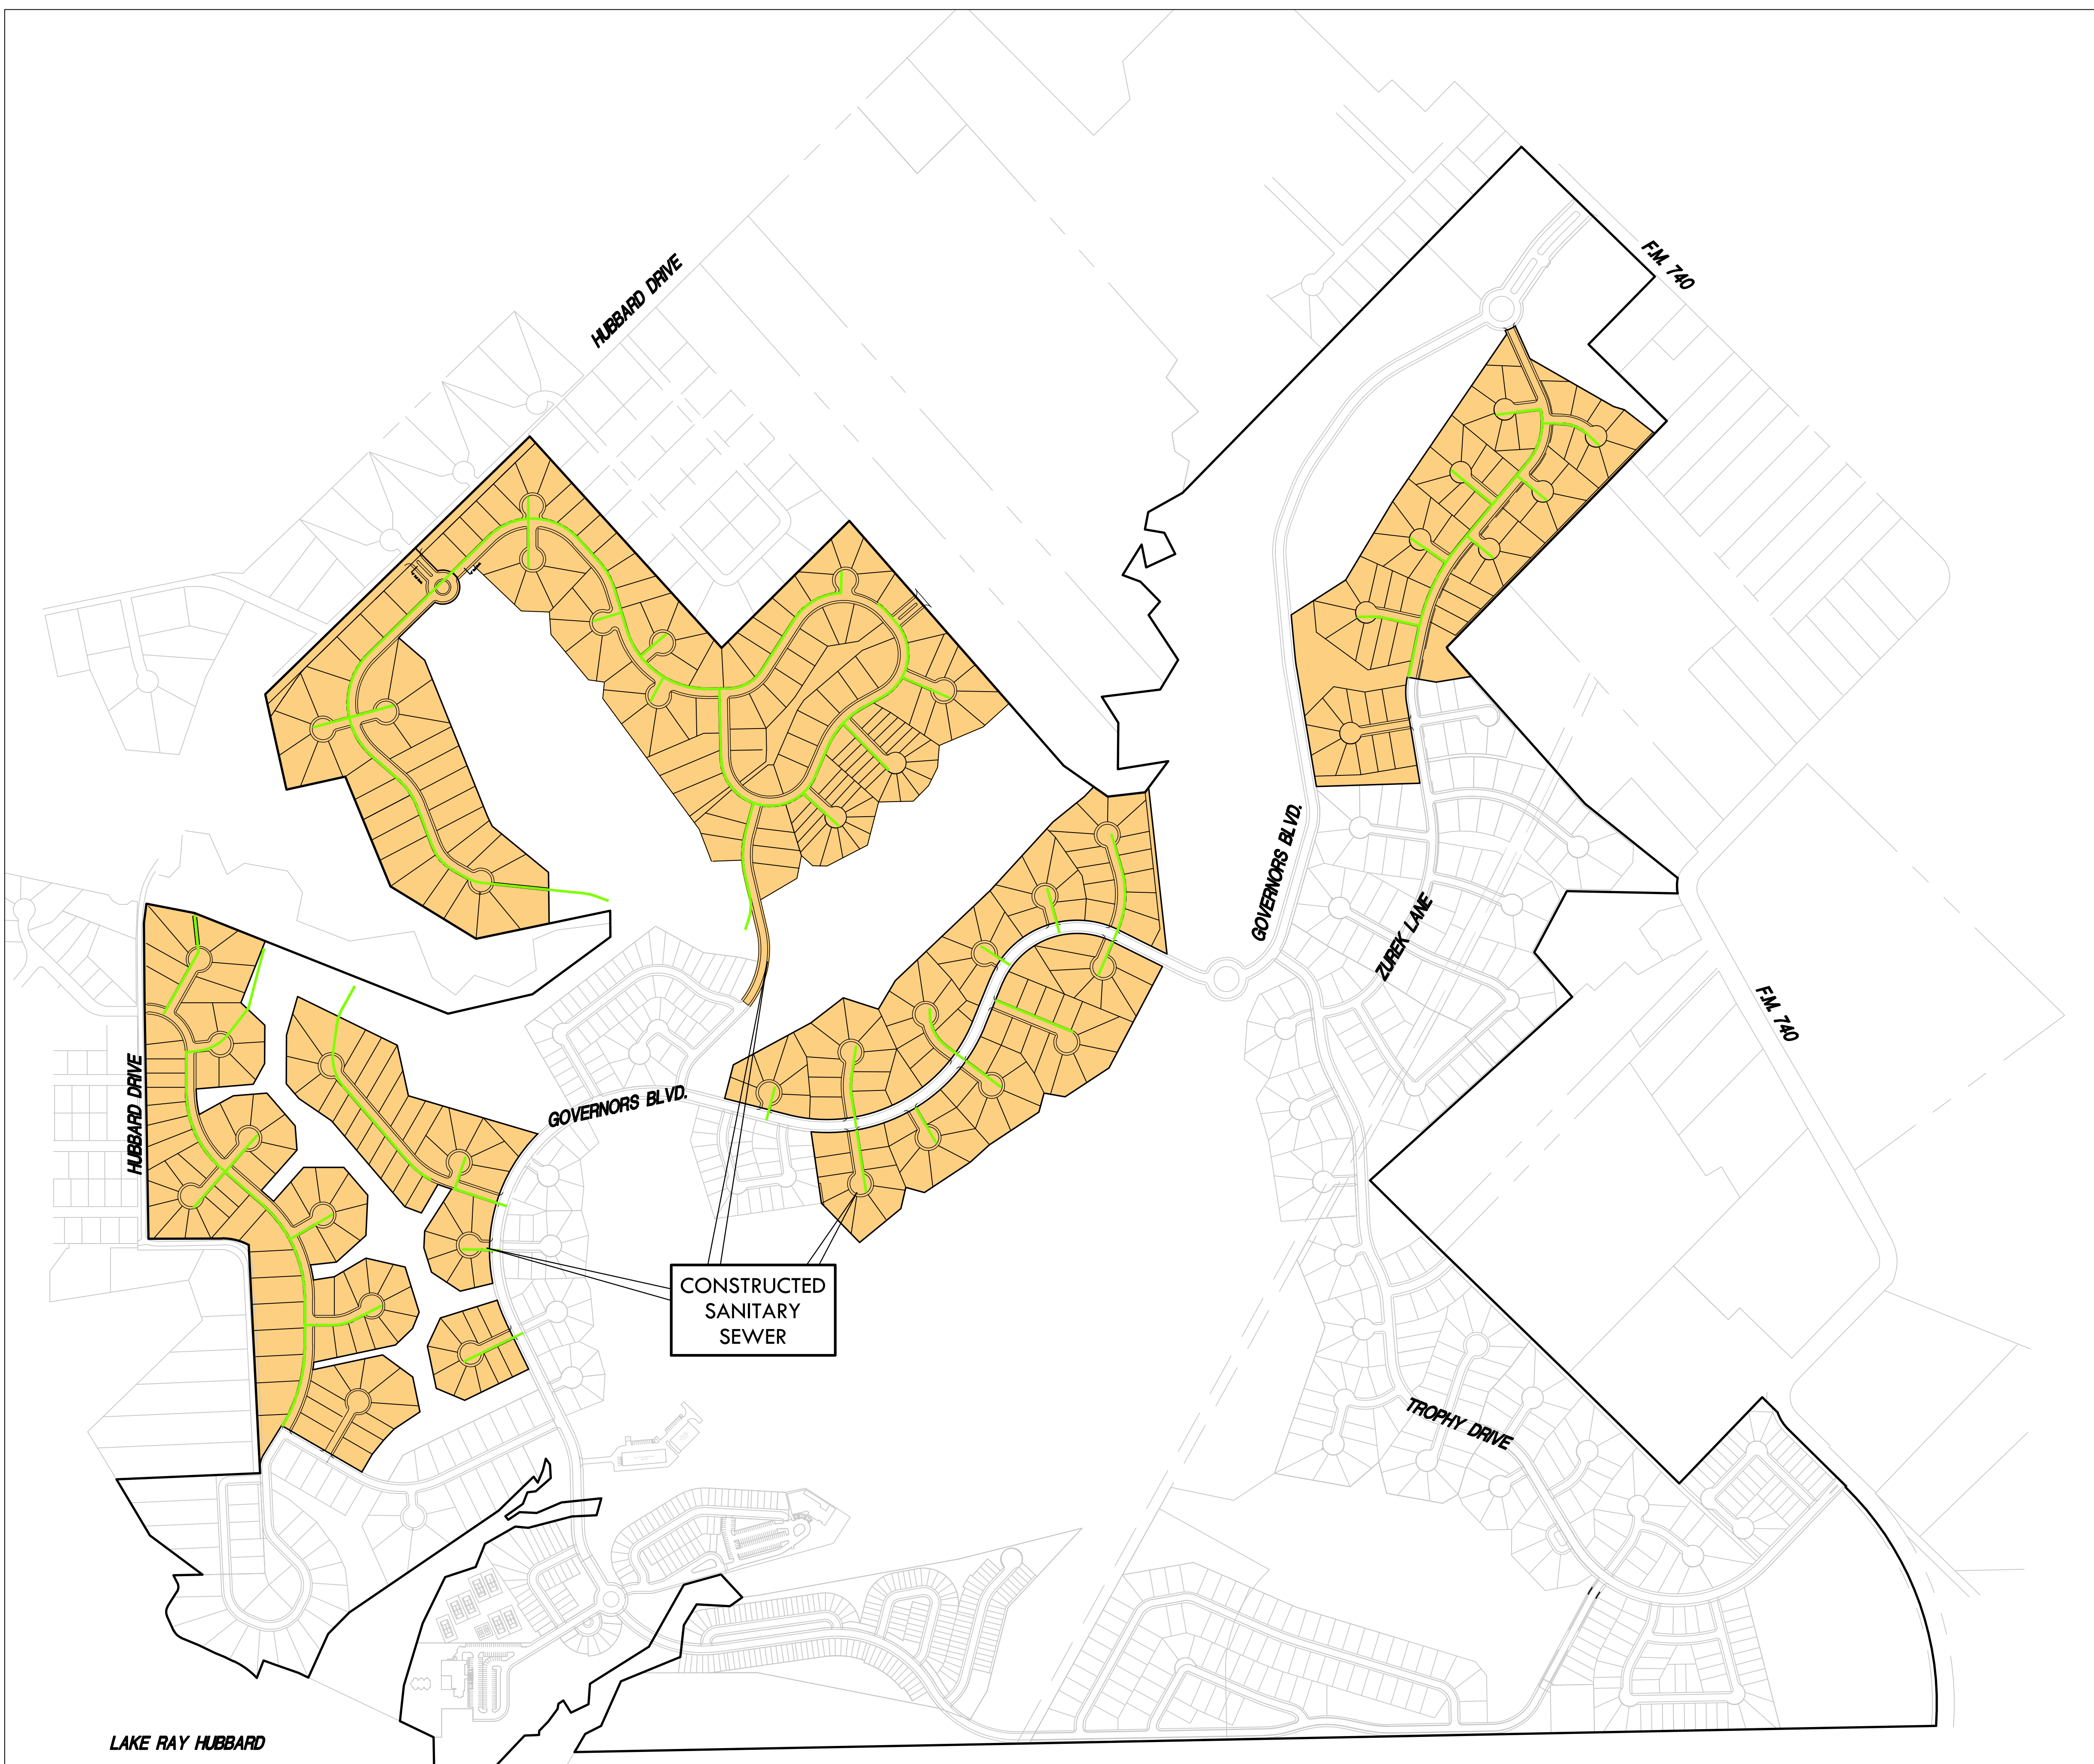 HUBBARD DRIVE
F.M. 740
GOVERNORS BLVD.
ZUREK LANE
F.M. 740
HUBBARD DRIVE
GOVERNORS BLVD.
CONSTRUCTED
SANITARY
SEWER
TROPHY DRIVE
LAKE RAY HUBBARD